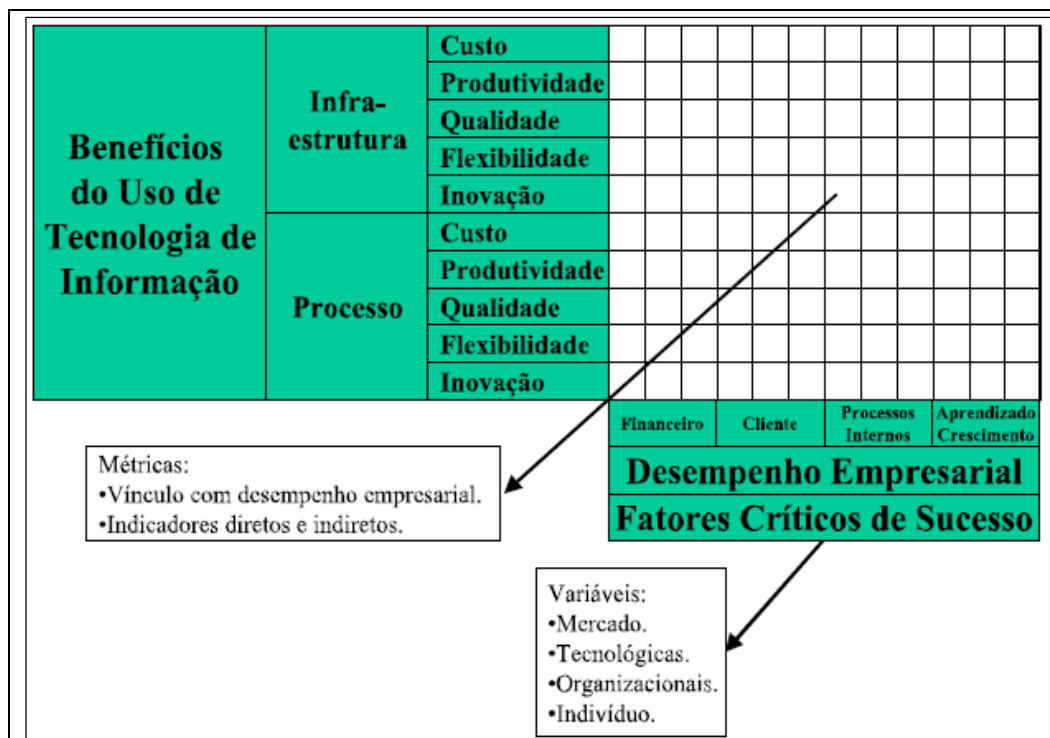 Benefícios
do Uso de
Tecnologia de
Informação
Infra-
estrutura
Custo
Produtividade
Qualidade
Flexibilidade
Inovação
Processo
Custo
Produtividade
Qualidade
Flexibilidade
Inovação
Financeiro
Cliente
Processos
Internos
Aprendizado
Crescimento
Desempenho Empresarial
Fatores Críticos de Sucesso
Métricas:
•Vínculo com desempenho empresarial.
•Indicadores diretos e indiretos.
Variáveis:
•Mercado.
•Tecnológicas.
•Organizacionais.
•Indivíduo.